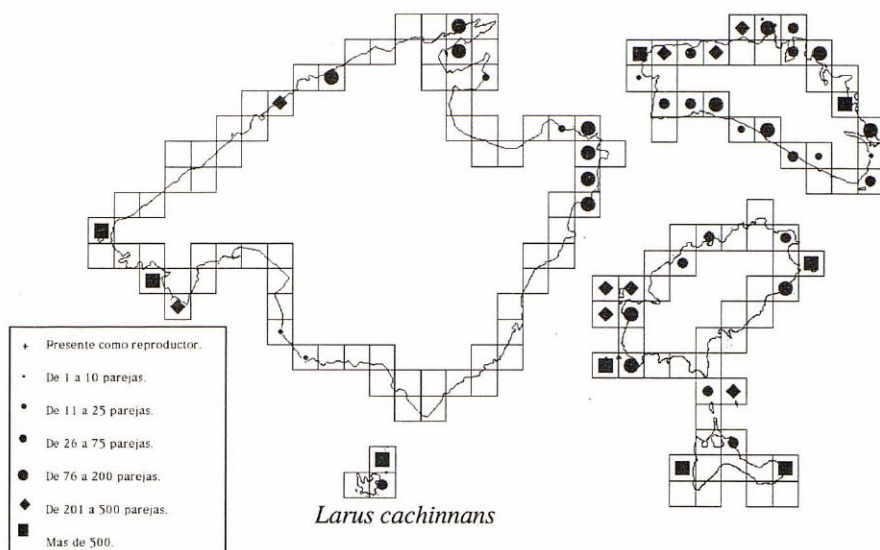 Presente como reproductor.
De 1 a 10 parejas.
De 11 a 25 parejas.
De 26 a 75 parejas.
De 76 a 200 parejas.
De 201 a 500 parejas.
Mas de 500.
Larus cachinnans